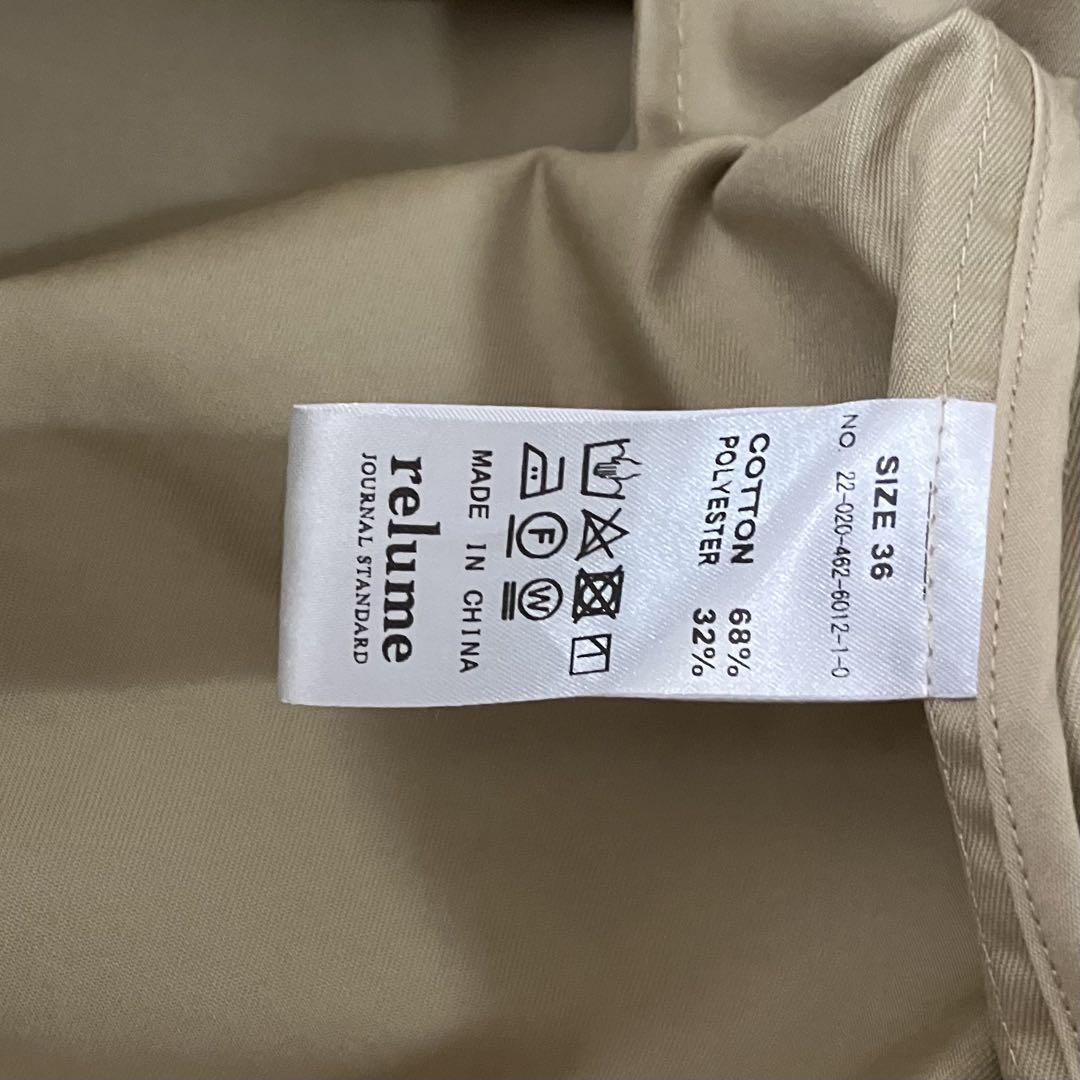 SIZE 36
NO. 22-020-462-6012-1-0
COTTON 68%
POLYESTER 32%
F W
MADE IN CHINA
relume
JOURNAL STANDARD